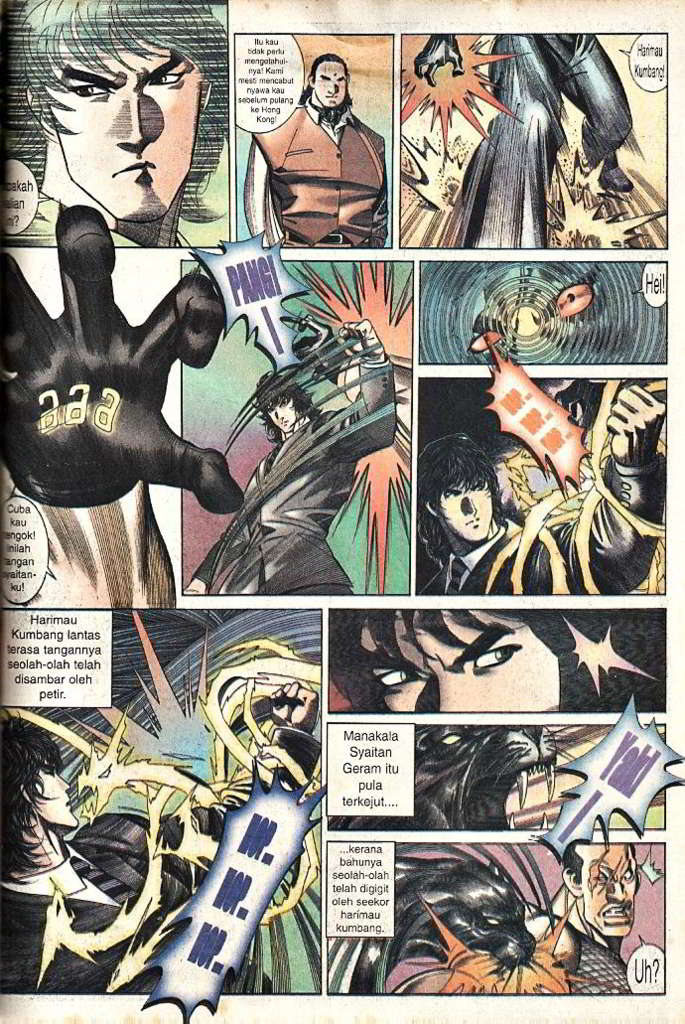 kalian
Itu kau
tidak perlu
mengetahui-
nya! Kami
mesti mencabut
nyawa kau
sebelum pulang
ke Hong
Kong!
Harimau
Kumbang!
PANG!
Hei!
aaa
Cuba
kau
tengok!
Inilah
tangan
syaitan-
ku!
Harimau
Kumbang lantas
terasa tangannya
seolah-olah telah
disambar oleh
petir.
Manakala
Syaitan
Geram itu
pula
terkejut....
...kerana
bahunya
seolah-olah
telah digigit
oleh seekor
harimau
kumbang.
Uh?